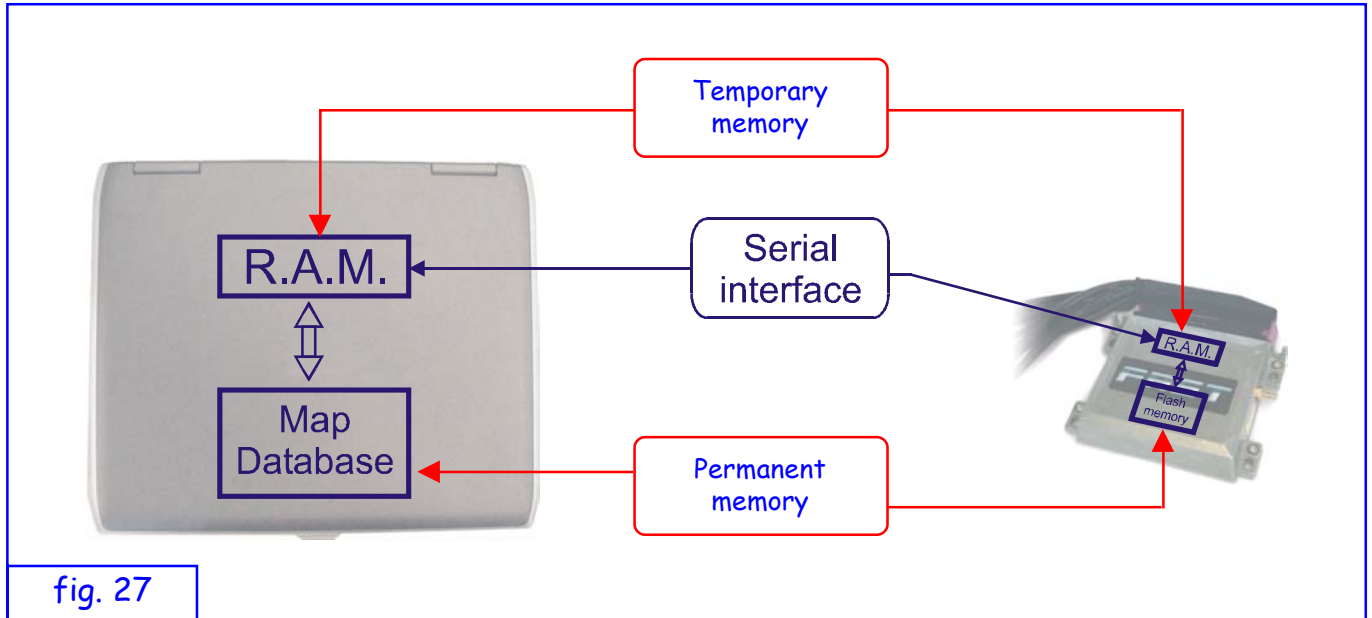 Temporary
memory
R.A.M.
Serial
interface
R.A.M.
Map
Database
Flash
memory
Permanent
memory
fig. 27